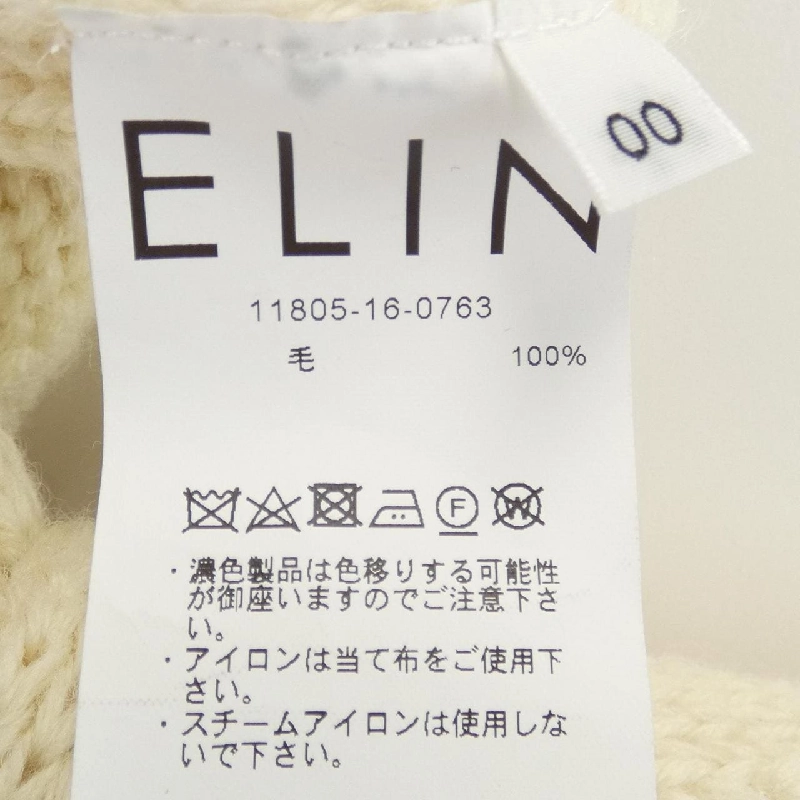 00
ELIN
11805-16-0763
毛 100%
F W
・濃色製品は色移りする可能性
が御座いますのでご注意下さ
い。
・アイロンは当て布をご使用下
さい。
・スチームアイロンは使用しな
いで下さい。